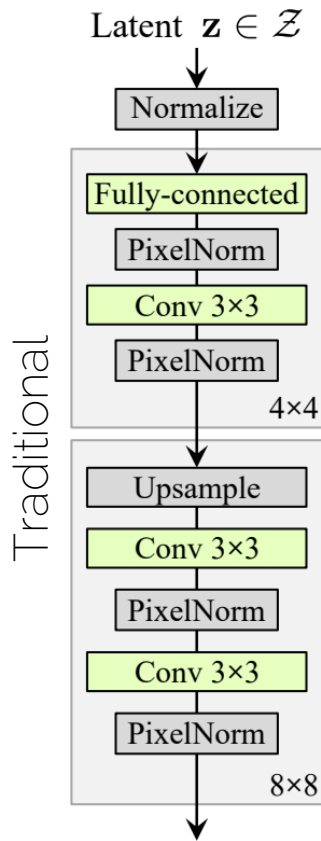 Latent z ∈ 𝒵
Normalize
Fully-connected
PixelNorm
Conv 3×3
PixelNorm
4×4
Traditional
Upsample
Conv 3×3
PixelNorm
Conv 3×3
PixelNorm
8×8